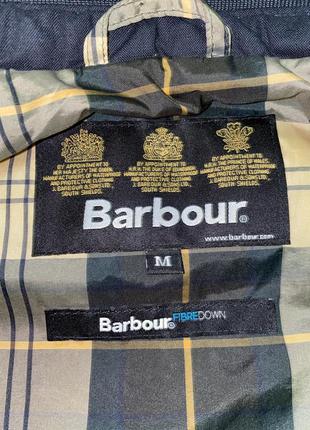 BY APPOINTMENT TO
HER MAJESTY THE QUEEN
MANUFACTURERS OF WATERPROOF
AND PROTECTIVE CLOTHING
J. BARBOUR & SONS LTD.
SOUTH SHIELDS
BY APPOINTMENT TO
H.R.H. THE DUKE OF EDINBURGH
MANUFACTURERS OF WATERPROOF
AND PROTECTIVE CLOTHING
J. BARBOUR & SONS LTD.
SOUTH SHIELDS
BY APPOINTMENT TO
H.R.H. THE PRINCE OF WALES
MANUFACTURERS OF WATERPROOF
AND PROTECTIVE CLOTHING
J. BARBOUR & SONS LTD.
SOUTH SHIELDS
Barbour®
www.barbour.com
M
Barbour® FIBREDOWN